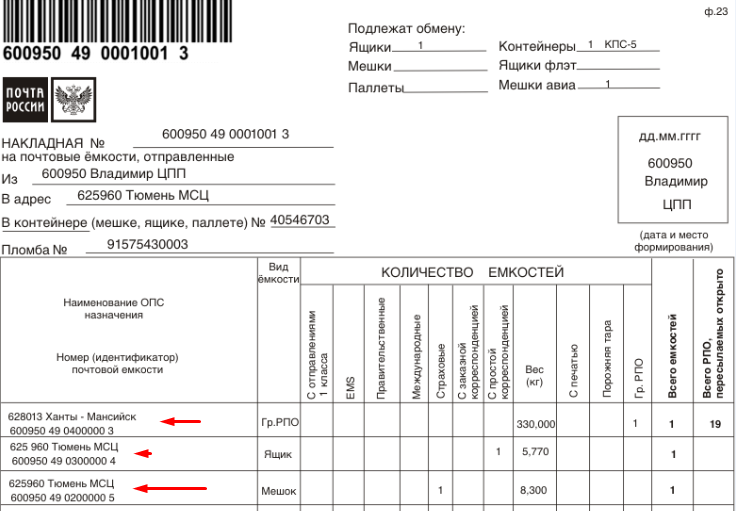 ф.23
600950 49 0001001 3
Подлежат обмену:
Ящики 1 Контейнеры 1 КПС-5
Мешки Ящики флэт
Паллеты Мешки авиа 1
ПОЧТА
РОССИИ
НАКЛАДНАЯ № 600950 49 0001001 3
на почтовые ёмкости, отправленные
Из 600950 Владимир ЦПП
В адрес 625960 Тюмень МСЦ
В контейнере (мешке, ящике, паллете) № 40546703
Пломба № 91575430003
дд.мм.гггг
600950
Владимир
ЦПП
(дата и место
формирования)
Наименование ОПС
назначения
Номер (идентификатор)
почтовой емкости
Вид
ёмкости
КОЛИЧЕСТВО ЕМКОСТЕЙ
С отправлениями
1 класса
EMS
Правительственные
Международные
Страховые
С заказной
корреспонденцией
С простой
корреспонденцией
Вес
(кг)
С печатью
Порожняя тара
Гр. РПО
Всего емкостей
Всего РПО,
пересылаемых открыто
628013 Ханты - Мансийск
600950 49 0400000 3 Гр.РПО 330,000 1 1 19
625 960 Тюмень МСЦ
600950 49 0300000 4 Ящик 1 5,770 1
625960 Тюмень МСЦ
600950 49 0200000 5 Мешок 1 8,300 1